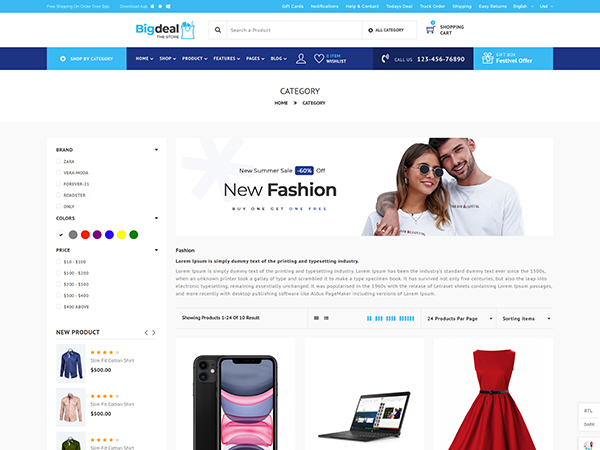 Free Shipping On Order Over $99
Download App
Gift Cards
Notifications
Help & Contact
Todays Deal
Track Order
Shipping
Easy Returns
English
Usd
Bigdeal
THE STORE
Search a Product
ALL CATEGORY
SHOPPING
CART
SHOP BY CATEGORY
HOME
SHOP
PRODUCT
FEATURES
PAGES
BLOG
0 ITEM
WISHLIST
CALL US 123-456-76890
GIFT BOX
Festivel Offer
CATEGORY
HOME » CATEGORY
BRAND
ZARA
VERA-MODA
FOREVER-21
ROADSTER
ONLY
COLORS
PRICE
$10 - $100
$100 - $200
$200 - $300
$300 - $400
$400 ABOVE
NEW PRODUCT
Slim Fit Cotton Shirt
$500.00
Slim Fit Cotton Shirt
$500.00
Slim Fit Cotton Shirt
New Summer Sale -60% Off
New Fashion
BUY ONE GET ONE FREE
Fashion
Lorem Ipsum is simply dummy text of the printing and typesetting industry.
Lorem Ipsum is simply dummy text of the printing and typesetting industry. Lorem Ipsum has been the industry's standard dummy text ever since the 1500s,
when an unknown printer took a galley of type and scrambled it to make a type specimen book. It has survived not only five centuries, but also the leap into
electronic typesetting, remaining essentially unchanged. It was popularised in the 1960s with the release of Letraset sheets containing Lorem Ipsum passages,
and more recently with desktop publishing software like Aldus PageMaker including versions of Lorem Ipsum.
Showing Products 1-24 Of 10 Result
24 Products Par Page
Sorting items
RTL
DARK